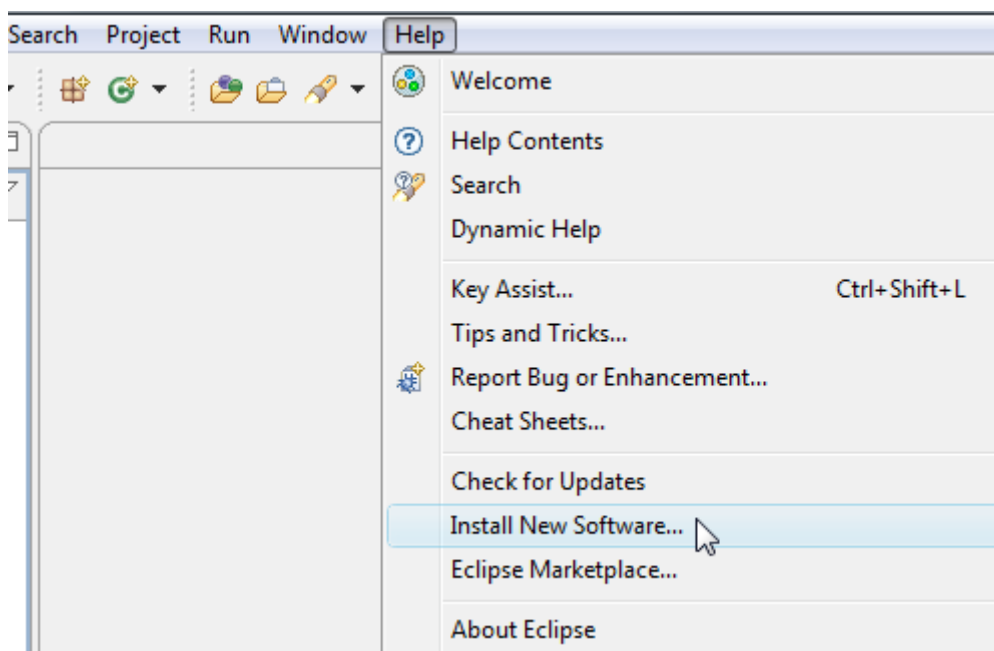 Search Project Run Window Help
Welcome
Help Contents
Search
Dynamic Help
Key Assist... Ctrl+Shift+L
Tips and Tricks...
Report Bug or Enhancement...
Cheat Sheets...
Check for Updates
Install New Software...
Eclipse Marketplace...
About Eclipse